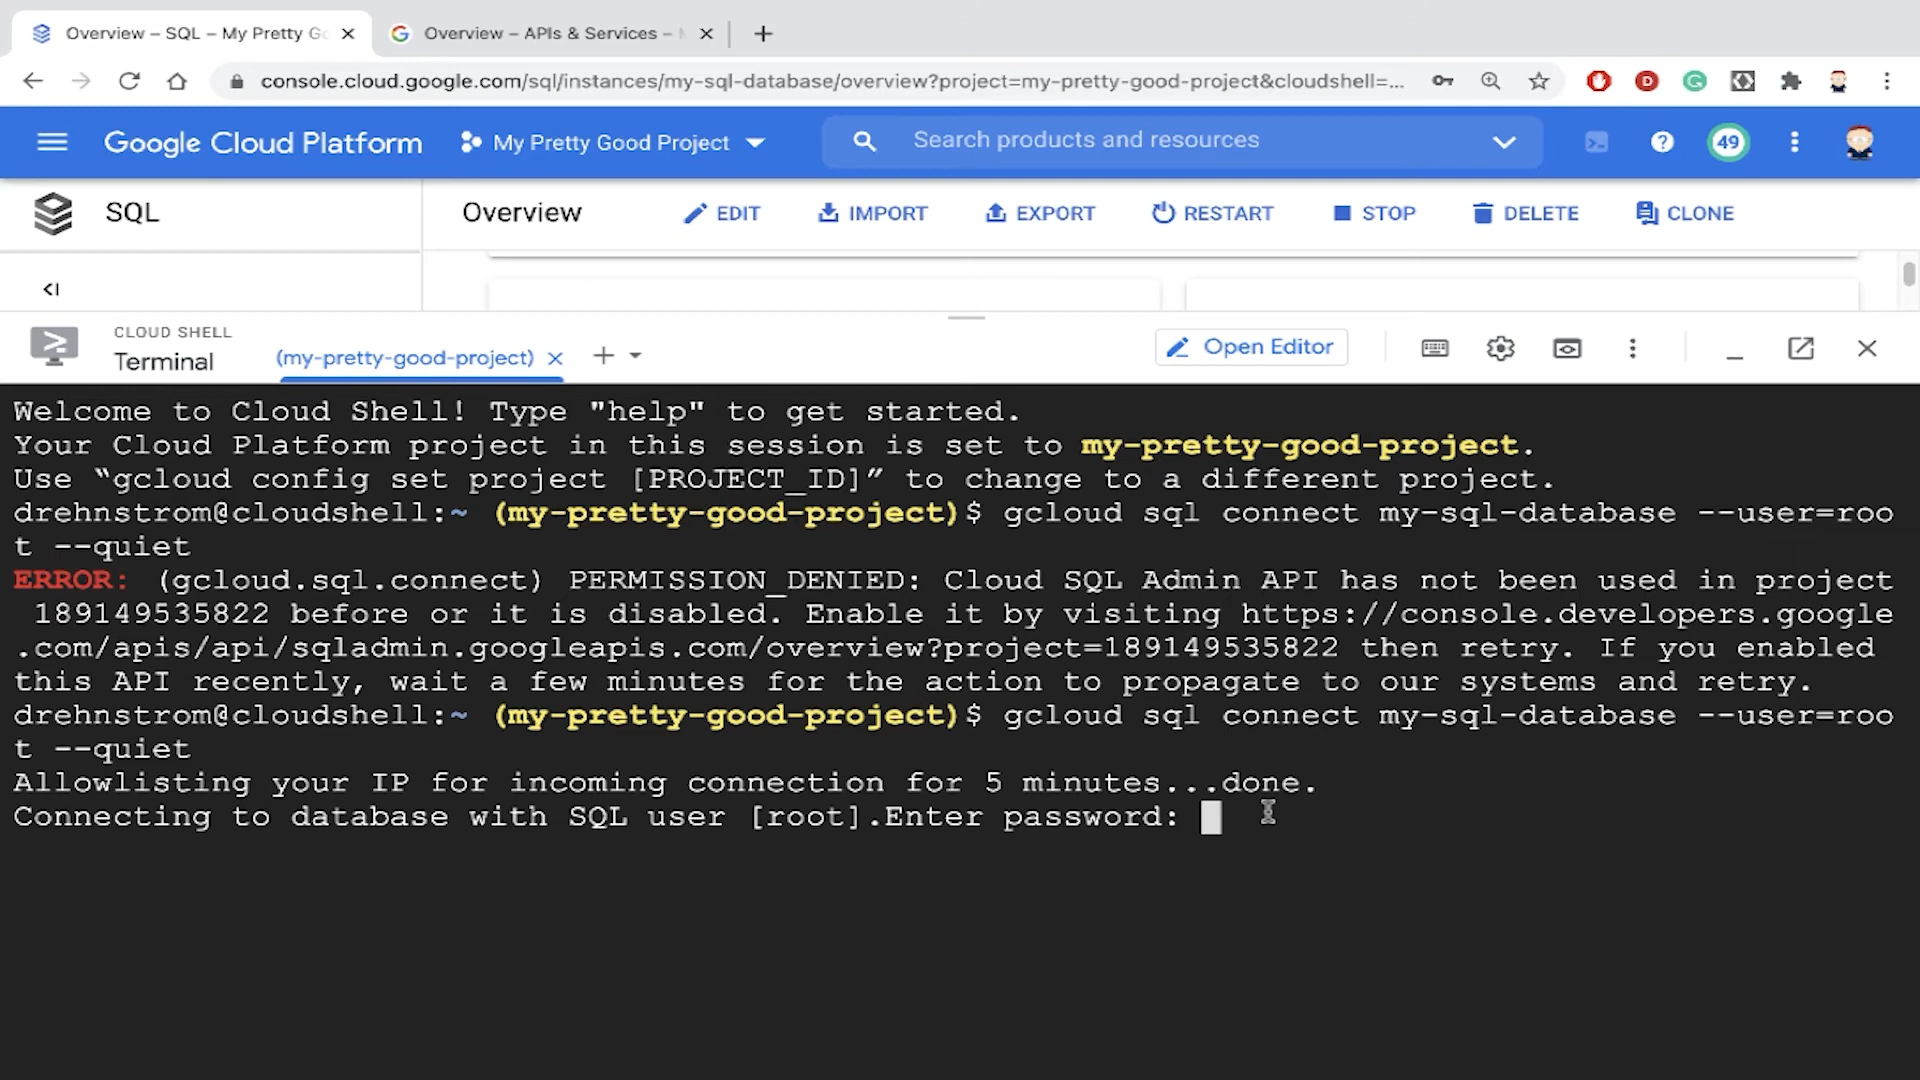 Overview – SQL – My Pretty G
Overview – APIs & Services –
console.cloud.google.com/sql/instances/my-sql-database/overview?project=my-pretty-good-project&cloudshell=...
Google Cloud Platform
My Pretty Good Project
Search products and resources
49
SQL
Overview
EDIT
IMPORT
EXPORT
RESTART
STOP
DELETE
CLONE
CLOUD SHELL
Terminal
(my-pretty-good-project)
Open Editor
Welcome to Cloud Shell! Type "help" to get started.
Your Cloud Platform project in this session is set to my-pretty-good-project.
Use “gcloud config set project [PROJECT_ID]” to change to a different project.
drehnstrom@cloudshell:~ (my-pretty-good-project)$ gcloud sql connect my-sql-database --user=roo
t --quiet
ERROR: (gcloud.sql.connect) PERMISSION_DENIED: Cloud SQL Admin API has not been used in project
189149535822 before or it is disabled. Enable it by visiting https://console.developers.google
.com/apis/api/sqladmin.googleapis.com/overview?project=189149535822 then retry. If you enabled
this API recently, wait a few minutes for the action to propagate to our systems and retry.
drehnstrom@cloudshell:~ (my-pretty-good-project)$ gcloud sql connect my-sql-database --user=roo
t --quiet
Allowlisting your IP for incoming connection for 5 minutes...done.
Connecting to database with SQL user [root].Enter password: